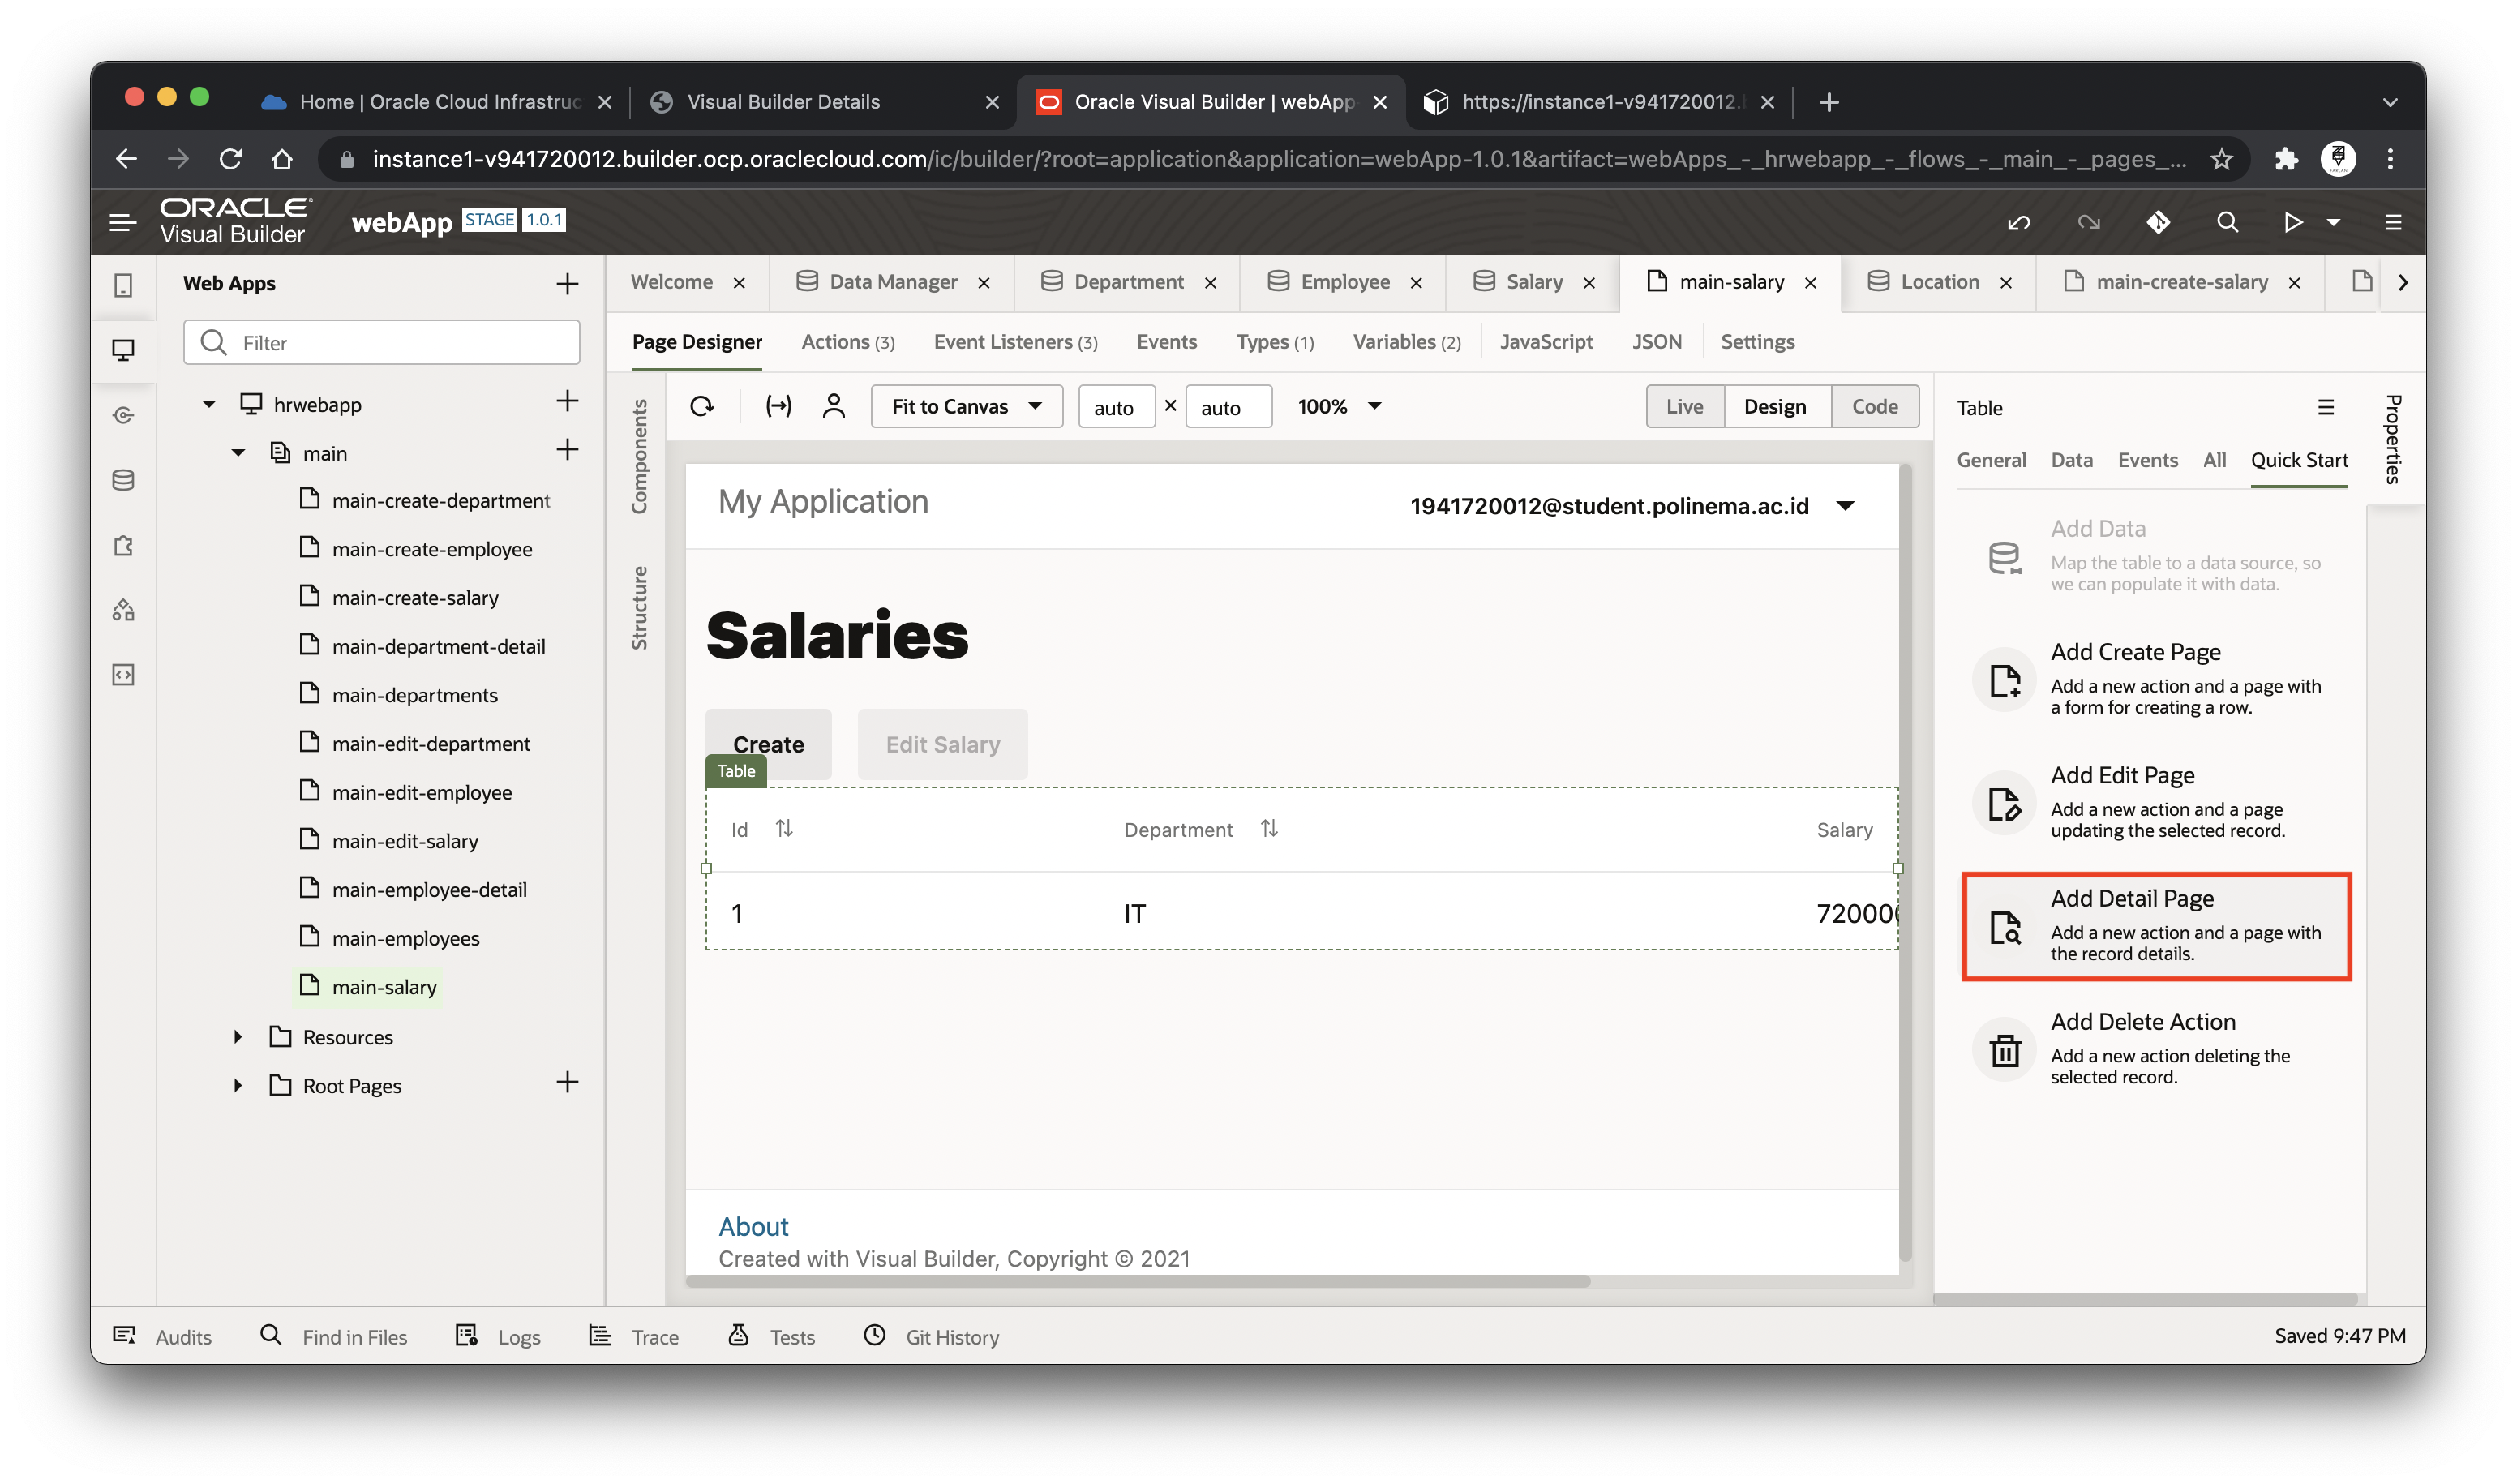 Home | Oracle Cloud Infrastruc
Visual Builder Details
Oracle Visual Builder | webApp-
https://instance1-v941720012.
instance1-v941720012.builder.ocp.oraclecloud.com/ic/builder/?root=application&application=webApp-1.0.1&artifact=webApps_-_hrwebapp_-_flows_-_main_-_pages_...
ORACLE
Visual Builder
webApp STAGE 1.0.1
Web Apps
Filter
hrwebapp
main
main-create-department
main-create-employee
main-create-salary
main-department-detail
main-departments
main-edit-department
main-edit-employee
main-edit-salary
main-employee-detail
main-employees
main-salary
Resources
Root Pages
Welcome
Data Manager
Department
Employee
Salary
main-salary
Location
main-create-salary
Page Designer
Actions (3)
Event Listeners (3)
Events
Types (1)
Variables (2)
JavaScript
JSON
Settings
Components
Structure
Fit to Canvas
auto × auto
100%
Live
Design
Code
My Application
1941720012@student.polinema.ac.id
Salaries
Create
Edit Salary
Table
Id
Department
Salary
1
IT
72000
About
Created with Visual Builder, Copyright © 2021
Table
Properties
General
Data
Events
All
Quick Start
Add Data
Map the table to a data source, so
we can populate it with data.
Add Create Page
Add a new action and a page with
a form for creating a row.
Add Edit Page
Add a new action and a page
updating the selected record.
Add Detail Page
Add a new action and a page with
the record details.
Add Delete Action
Add a new action deleting the
selected record.
Audits
Find in Files
Logs
Trace
Tests
Git History
Saved 9:47 PM